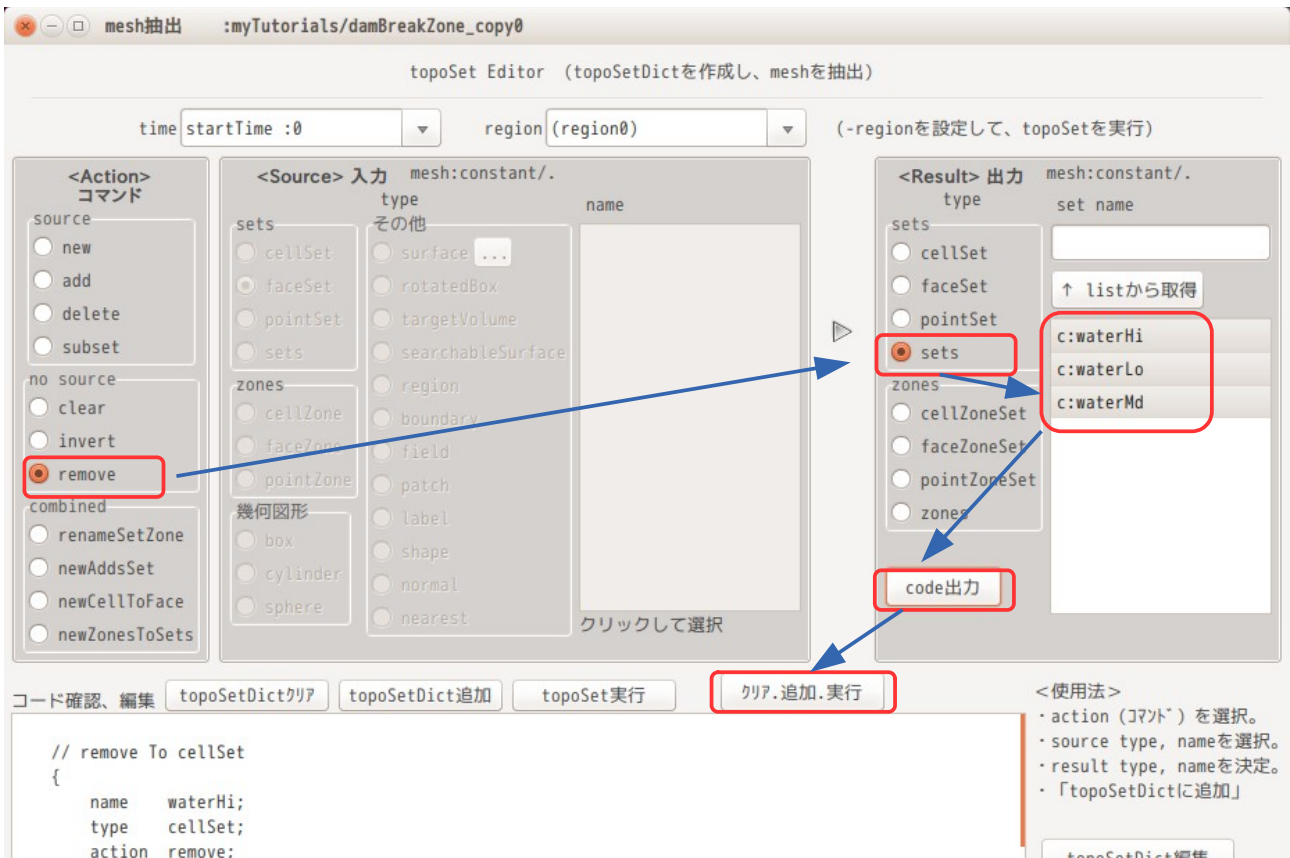 mesh抽出 :myTutorials/damBreakZone_copy0
topoSet Editor (topoSetDictを作成し、meshを抽出)
time startTime :0 region (region0) (-regionを設定して、topoSetを実行)
<Action>
コマンド
source
new
add
delete
subset
no source
clear
invert
remove
combined
renameSetZone
newAddsSet
newCellToFace
newZonesToSets
<Source> 入力 mesh:constant/.
type
name
sets
cellSet
faceSet
pointSet
sets
zones
cellZone
faceZone
pointZone
幾何図形
box
cylinder
sphere
その他
surface ...
rotatedBox
targetVolume
searchableSurface
region
boundary
field
patch
label
shape
normal
nearest
クリックして選択
<Result> 出力 mesh:constant/.
type
set name
sets
cellSet
faceSet
pointSet
sets
zones
cellZoneSet
faceZoneSet
pointZoneSet
zones
↑ listから取得
c:waterHi
c:waterLo
c:waterMd
code出力
コード確認、編集 topoSetDictクリア topoSetDict追加 topoSet実行 クリア.追加.実行
// remove To cellSet
{
name waterHi;
type cellSet;
action remove;
<使用法>
・action (コマンド) を選択。
・source type, nameを選択。
・result type, nameを決定。
・「topoSetDictに追加」
topoSetDict編集